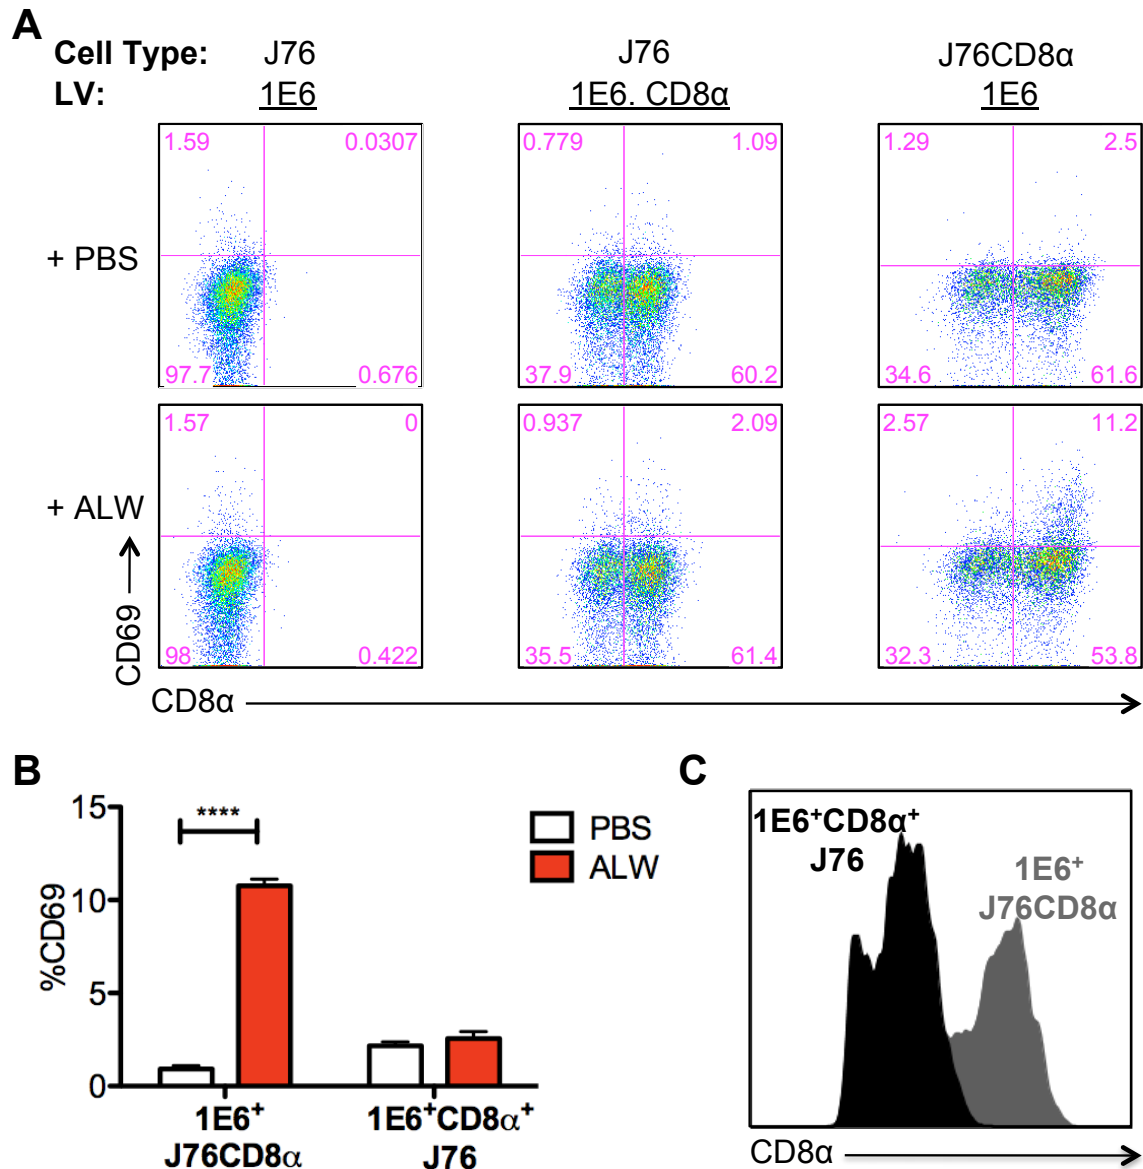 A
Cell Type: J76 J76 J76CD8α
LV: 1E6 1E6. CD8α 1E6
1.59 0.0307 0.779 1.09 1.29 2.5
+ PBS
97.7 0.676 37.9 60.2 34.6 61.6
1.57 0 0.937 2.09 2.57 11.2
+ ALW
CD69
98 0.422 35.5 61.4 32.3 53.8
CD8α
B
15
10
5
0
%CD69
****
PBS
ALW
1E6⁺ 1E6⁺CD8α⁺
J76CD8α J76
C
1E6⁺CD8α⁺
J76
1E6⁺
J76CD8α
CD8α